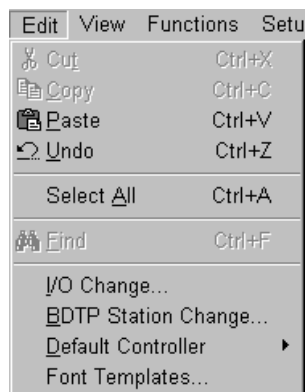 Edit View Functions Setu
Cut Ctrl+X
Copy Ctrl+C
Paste Ctrl+V
Undo Ctrl+Z
Select All Ctrl+A
Find Ctrl+F
I/O Change...
BDTP Station Change...
Default Controller
Font Templates...